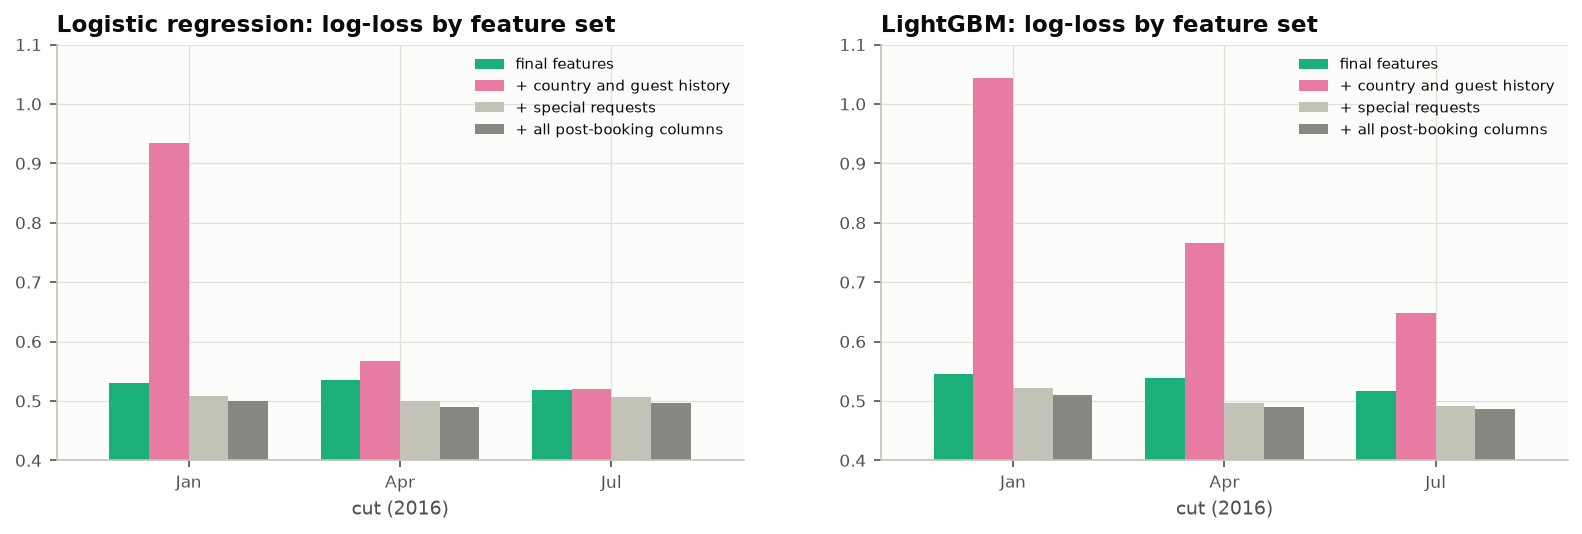 Logistic regression: log-loss by feature set
1.1
1.0
0.9
0.8
0.7
0.6
0.5
0.4
final features
+ country and guest history
+ special requests
+ all post-booking columns
Jan
Apr
Jul
cut (2016)
LightGBM: log-loss by feature set
1.1
1.0
0.9
0.8
0.7
0.6
0.5
0.4
final features
+ country and guest history
+ special requests
+ all post-booking columns
Jan
Apr
Jul
cut (2016)